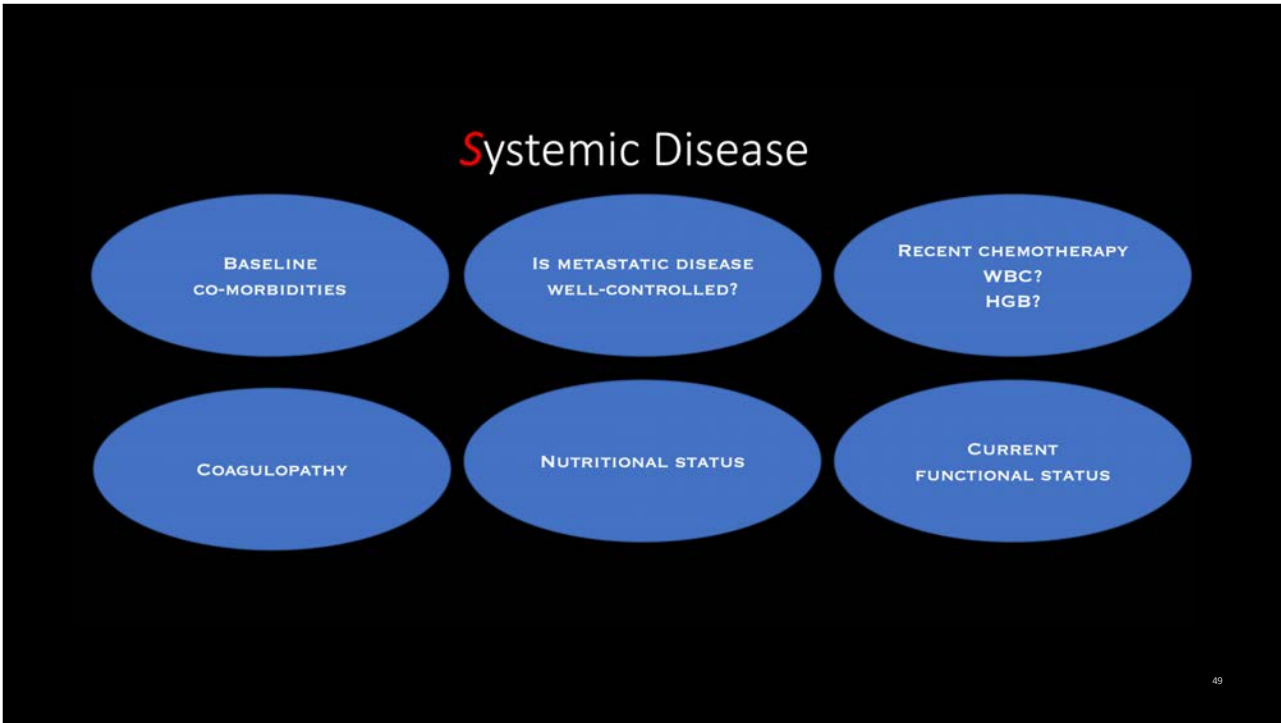 Systemic Disease
Baseline
co-morbidities
Is metastatic disease
well-controlled?
Recent chemotherapy
WBC?
HGB?
Coagulopathy
Nutritional status
Current
functional status
49